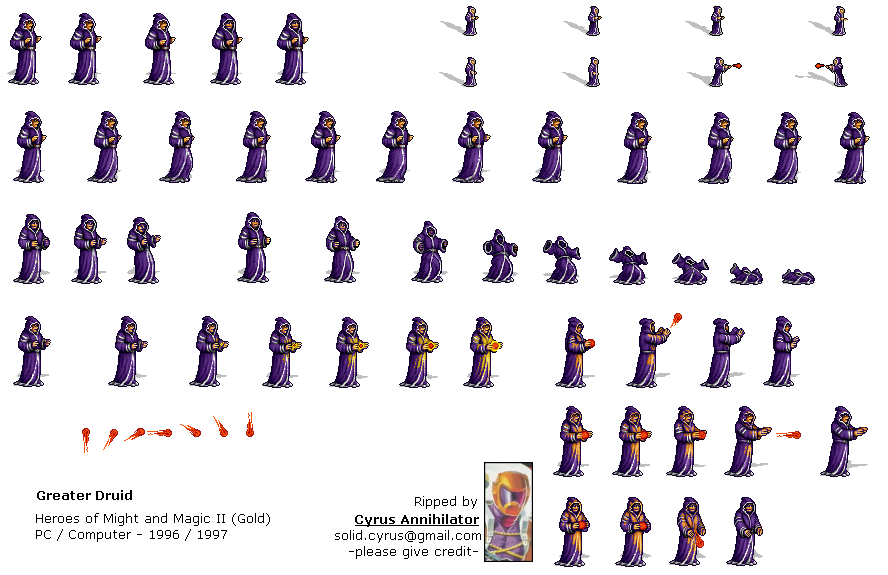 Greater Druid
Heroes of Might and Magic II (Gold)
PC / Computer - 1996 / 1997
Ripped by
Cyrus Annihilator
solid.cyrus@gmail.com
-please give credit-